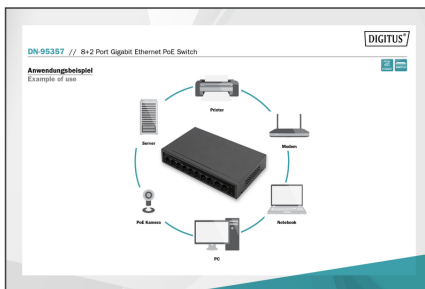 DIGITUS®
DN-95357 // 8+2 Port Gigabit Ethernet PoE Switch
Anwendungsbeispiel
Example of use
Printer
Server
Modem
PoE Kamera
Notebook
PC